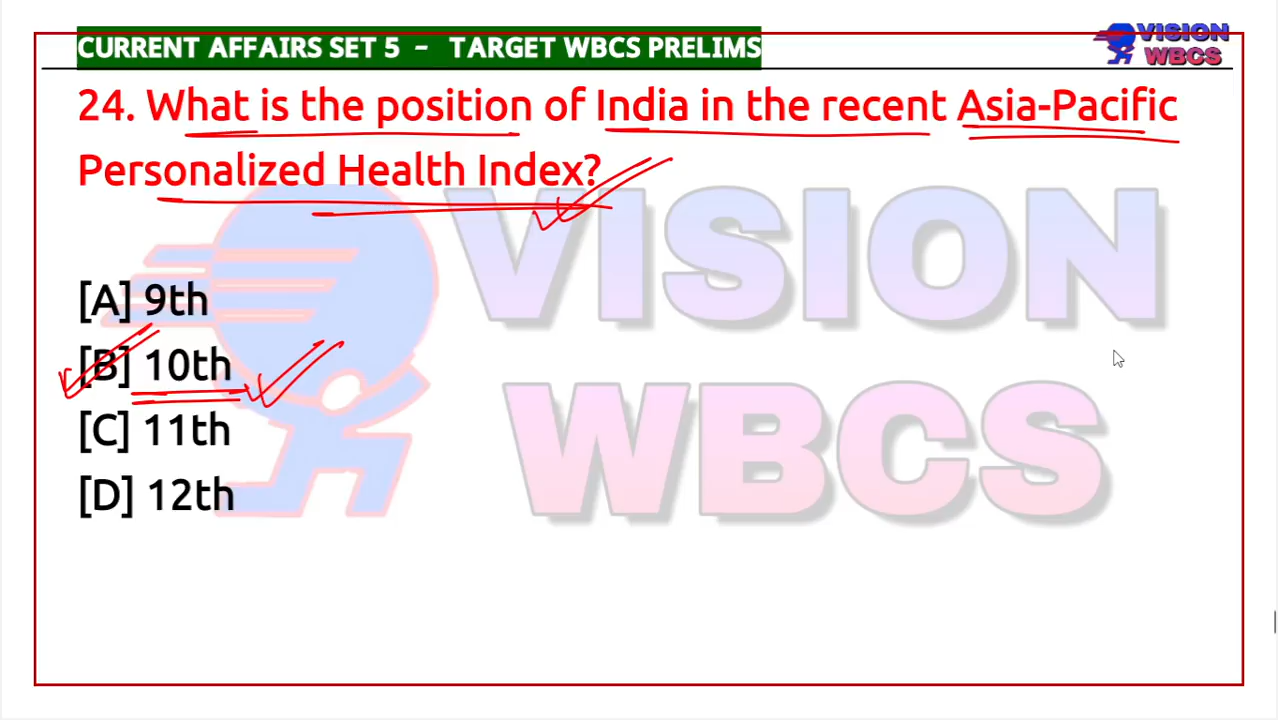 CURRENT AFFAIRS SET 5 - TARGET WBCS PRELIMS
VISION
WBCS
24. What is the position of India in the recent Asia-Pacific
Personalized Health Index?
VISION
WBCS
[A] 9th
[B] 10th
[C] 11th
[D] 12th